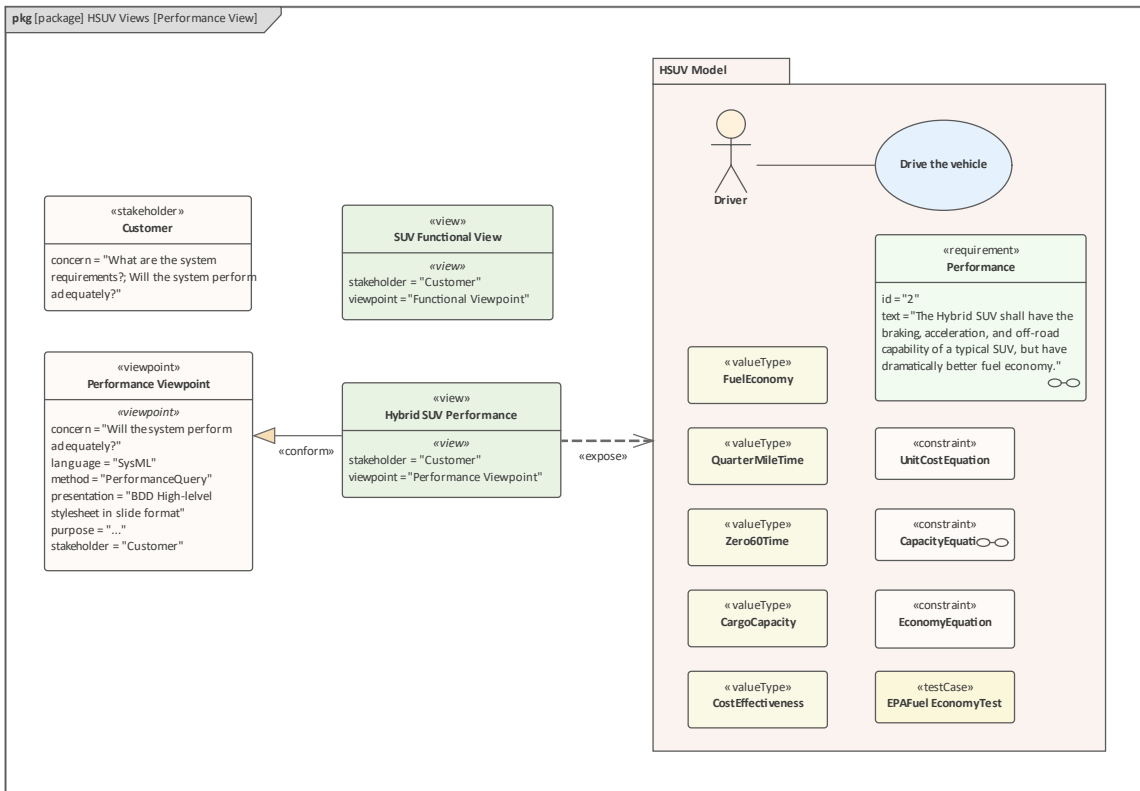 pkg [package] HSUV Views [Performance View]
«stakeholder»
Customer
concern = "What are the system
requirements?; Will the system perform
adequately?"
«viewpoint»
Performance Viewpoint
«viewpoint»
concern = "Will the system perform
adequately?"
language = "SysML"
method = "PerformanceQuery"
presentation = "BDD High-lelvel
stylesheet in slide format"
purpose = "..."
stakeholder = "Customer"
«view»
SUV Functional View
«view»
stakeholder = "Customer"
viewpoint = "Functional Viewpoint"
«view»
Hybrid SUV Performance
«view»
stakeholder = "Customer"
viewpoint = "Performance Viewpoint"
«conform»
«expose»
HSUV Model
Driver
Drive the vehicle
«requirement»
Performance
id = "2"
text = "The Hybrid SUV shall have the
braking, acceleration, and off-road
capability of a typical SUV, but have
dramatically better fuel economy."
«valueType»
FuelEconomy
«valueType»
QuarterMileTime
«constraint»
UnitCostEquation
«valueType»
Zero60Time
«constraint»
«valueType»
CargoCapacity
«constraint»
EconomyEquation
«valueType»
CostEffectiveness
«testCase»
EPAFuel EconomyTest